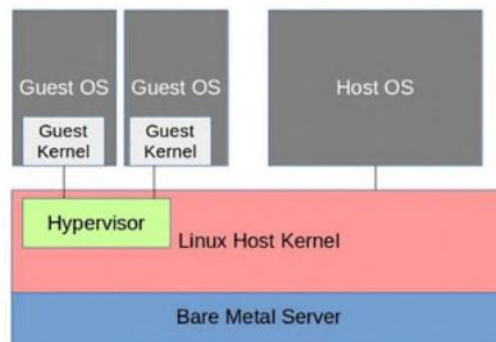 Guest OS
Guest OS
Host OS
Guest
Kernel
Guest
Kernel
Hypervisor
Linux Host Kernel
Bare Metal Server